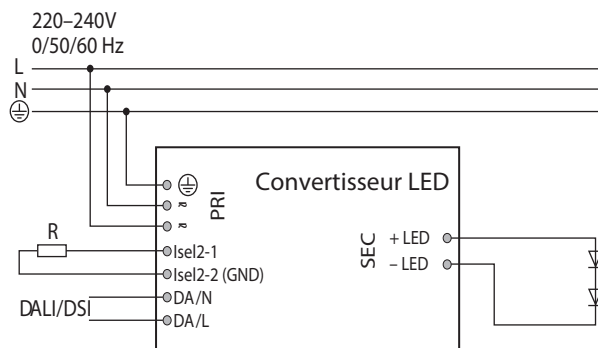 220–240V
0/50/60 Hz
L
N
Convertisseur LED
PRI
~
~
R
Isel2-1
Isel2-2 (GND)
DALI/DSI
DA/N
DA/L
SEC
+ LED
– LED